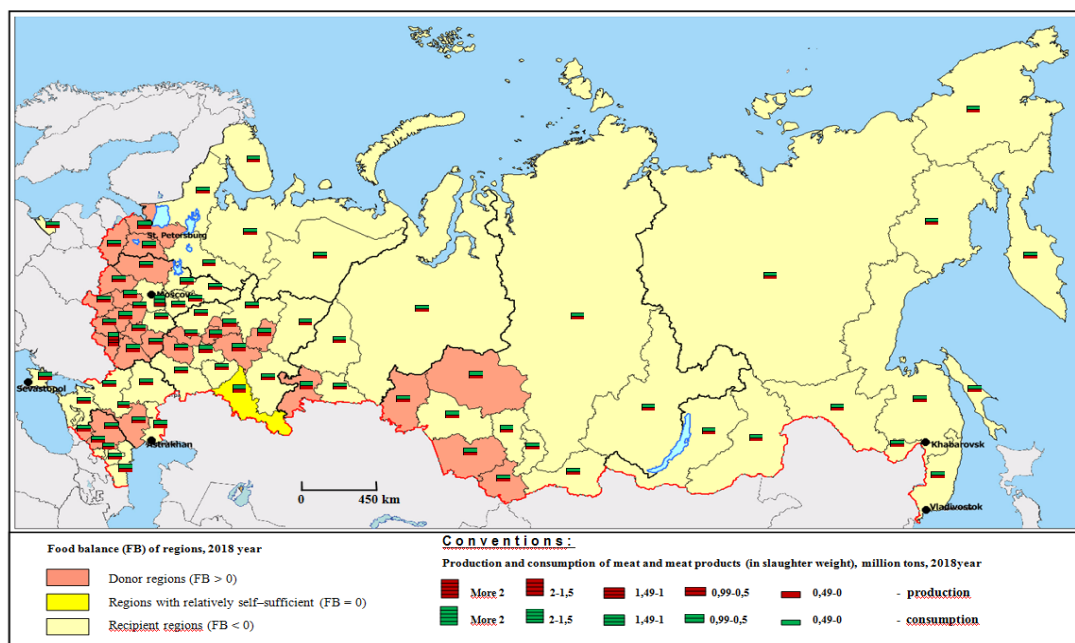 St. Petersburg
Moscow
Sevastopol
Astrakhan
0 450 km
Khabarovsk
Vladivostok
Food balance (FB) of regions, 2018 year
Donor regions (FB > 0)
Regions with relatively self–sufficient (FB = 0)
Recipient regions (FB < 0)
Conventions:
Production and consumption of meat and meat products (in slaughter weight), million tons, 2018year
More 2 2-1,5 1,49-1 0,99-0,5 0,49-0 - production
More 2 2-1,5 1,49-1 0,99-0,5 0,49-0 - consumption